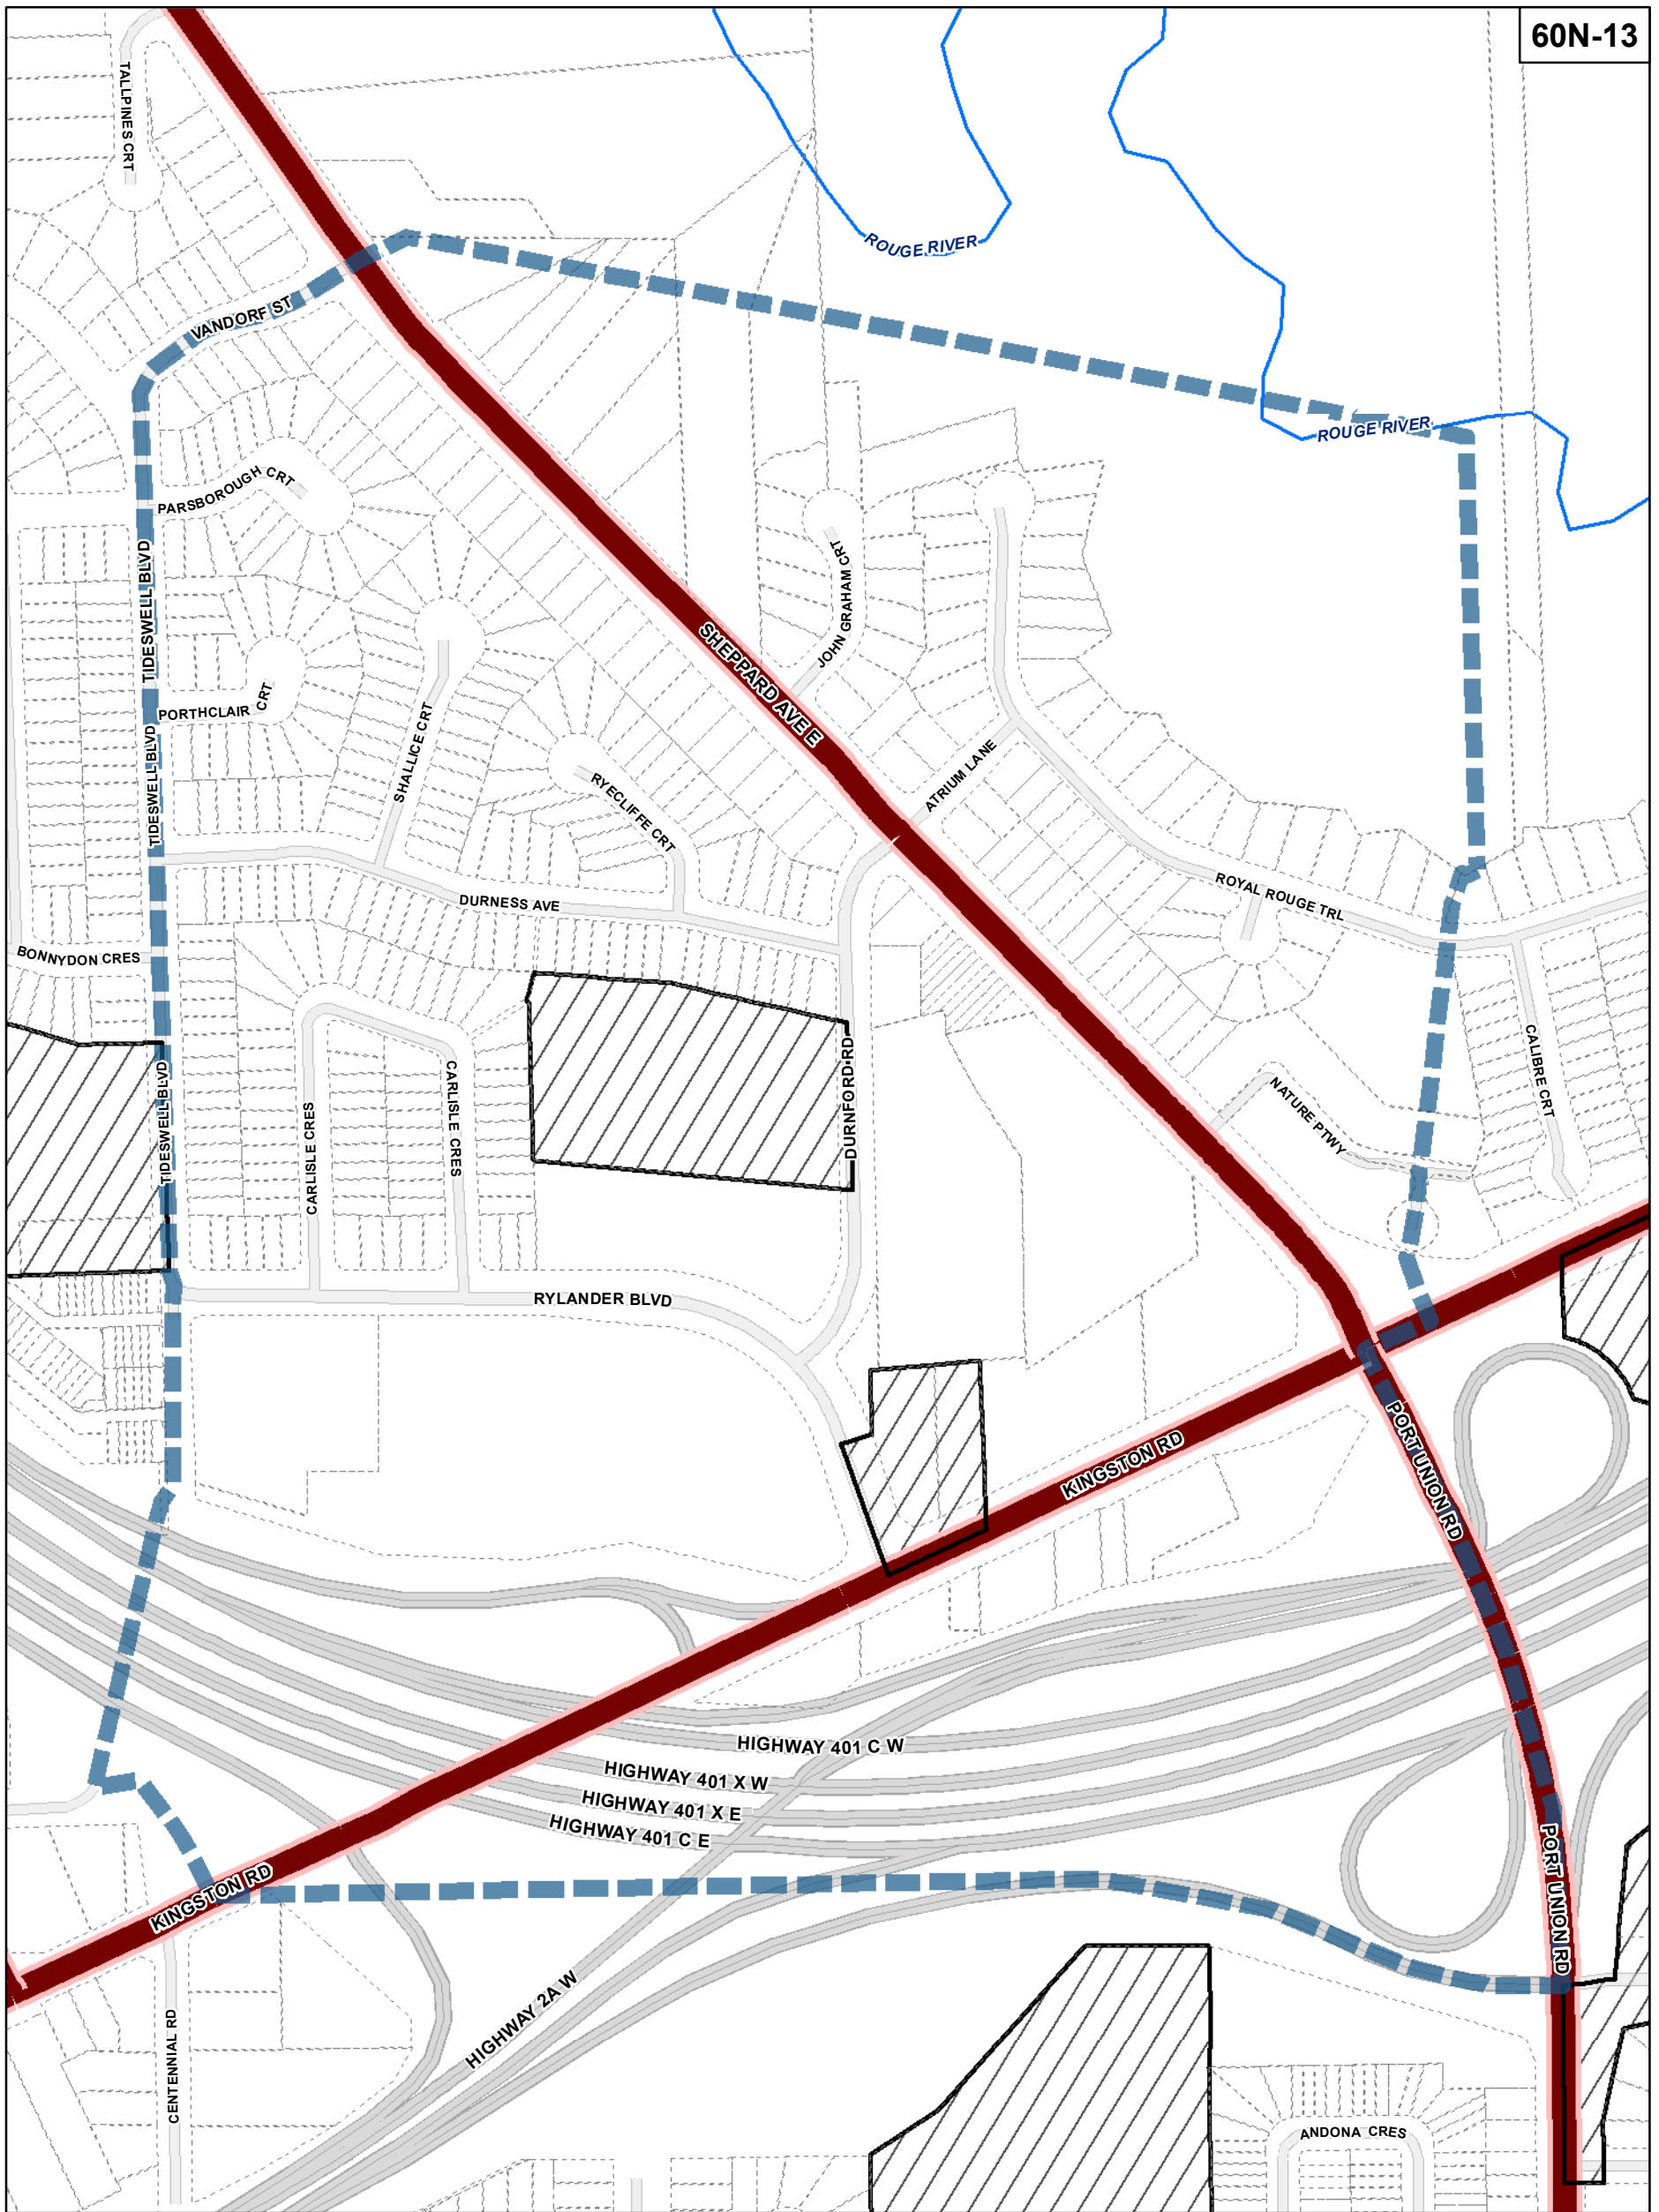 60N-13
TALLPINES CRT
ROUGE RIVER
VANDORF ST
ROUGE RIVER
PARSBOROUGH CRT
TIDESWELL BLVD
JOHN GRAHAM CRT
SHEPPARD AVE E
PORTHCLAIR CRT
SHALLICE CRT
TIDESWELL BLVD
RYECLIFFE CRT
ATRIUM LANE
DURNESS AVE
ROYAL ROUGE TRL
BONNYDON CRES
CALIBRE CRT
TIDESWELL BLVD
CARLISLE CRES
CARLISLE CRES
DURNFORD RD
NATURE PTWY
RYLANDER BLVD
KINGSTON RD
PORT UNION RD
HIGHWAY 401 C W
HIGHWAY 401 X W
HIGHWAY 401 X E
HIGHWAY 401 C E
KINGSTON RD
PORT UNION RD
HIGHWAY 2A W
CENTENNIAL RD
ANDONA CRES